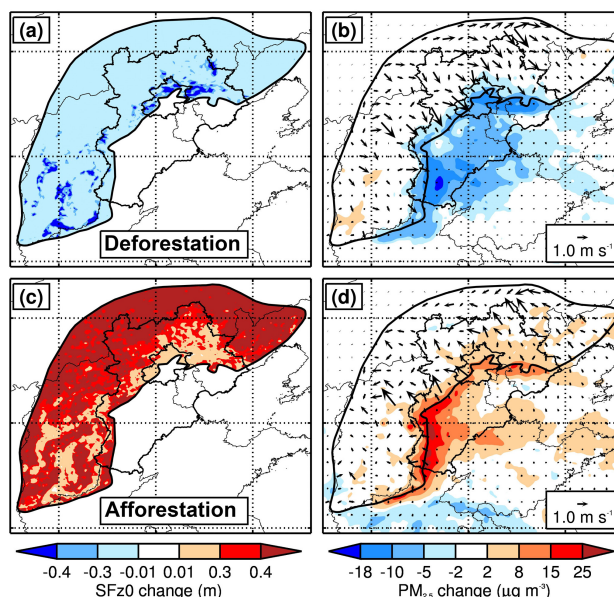 (a)
(b)
Deforestation
1.0 m s⁻¹
(c)
(d)
Afforestation
1.0 m s⁻¹
-0.4 -0.3 -0.01 0.01 0.3 0.4
SFz0 change (m)
-18 -10 -5 -2 2 8 15 25
PM₂.₅ change (µg m⁻³)